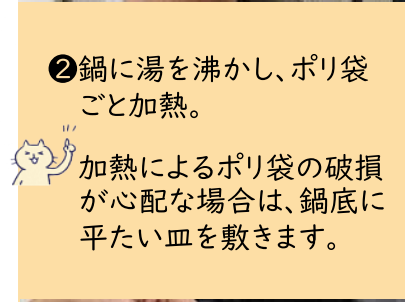 ❷鍋に湯を沸かし、ポリ袋
ごと加熱。
加熱によるポリ袋の破損
が心配な場合は、鍋底に
平たい皿を敷きます。